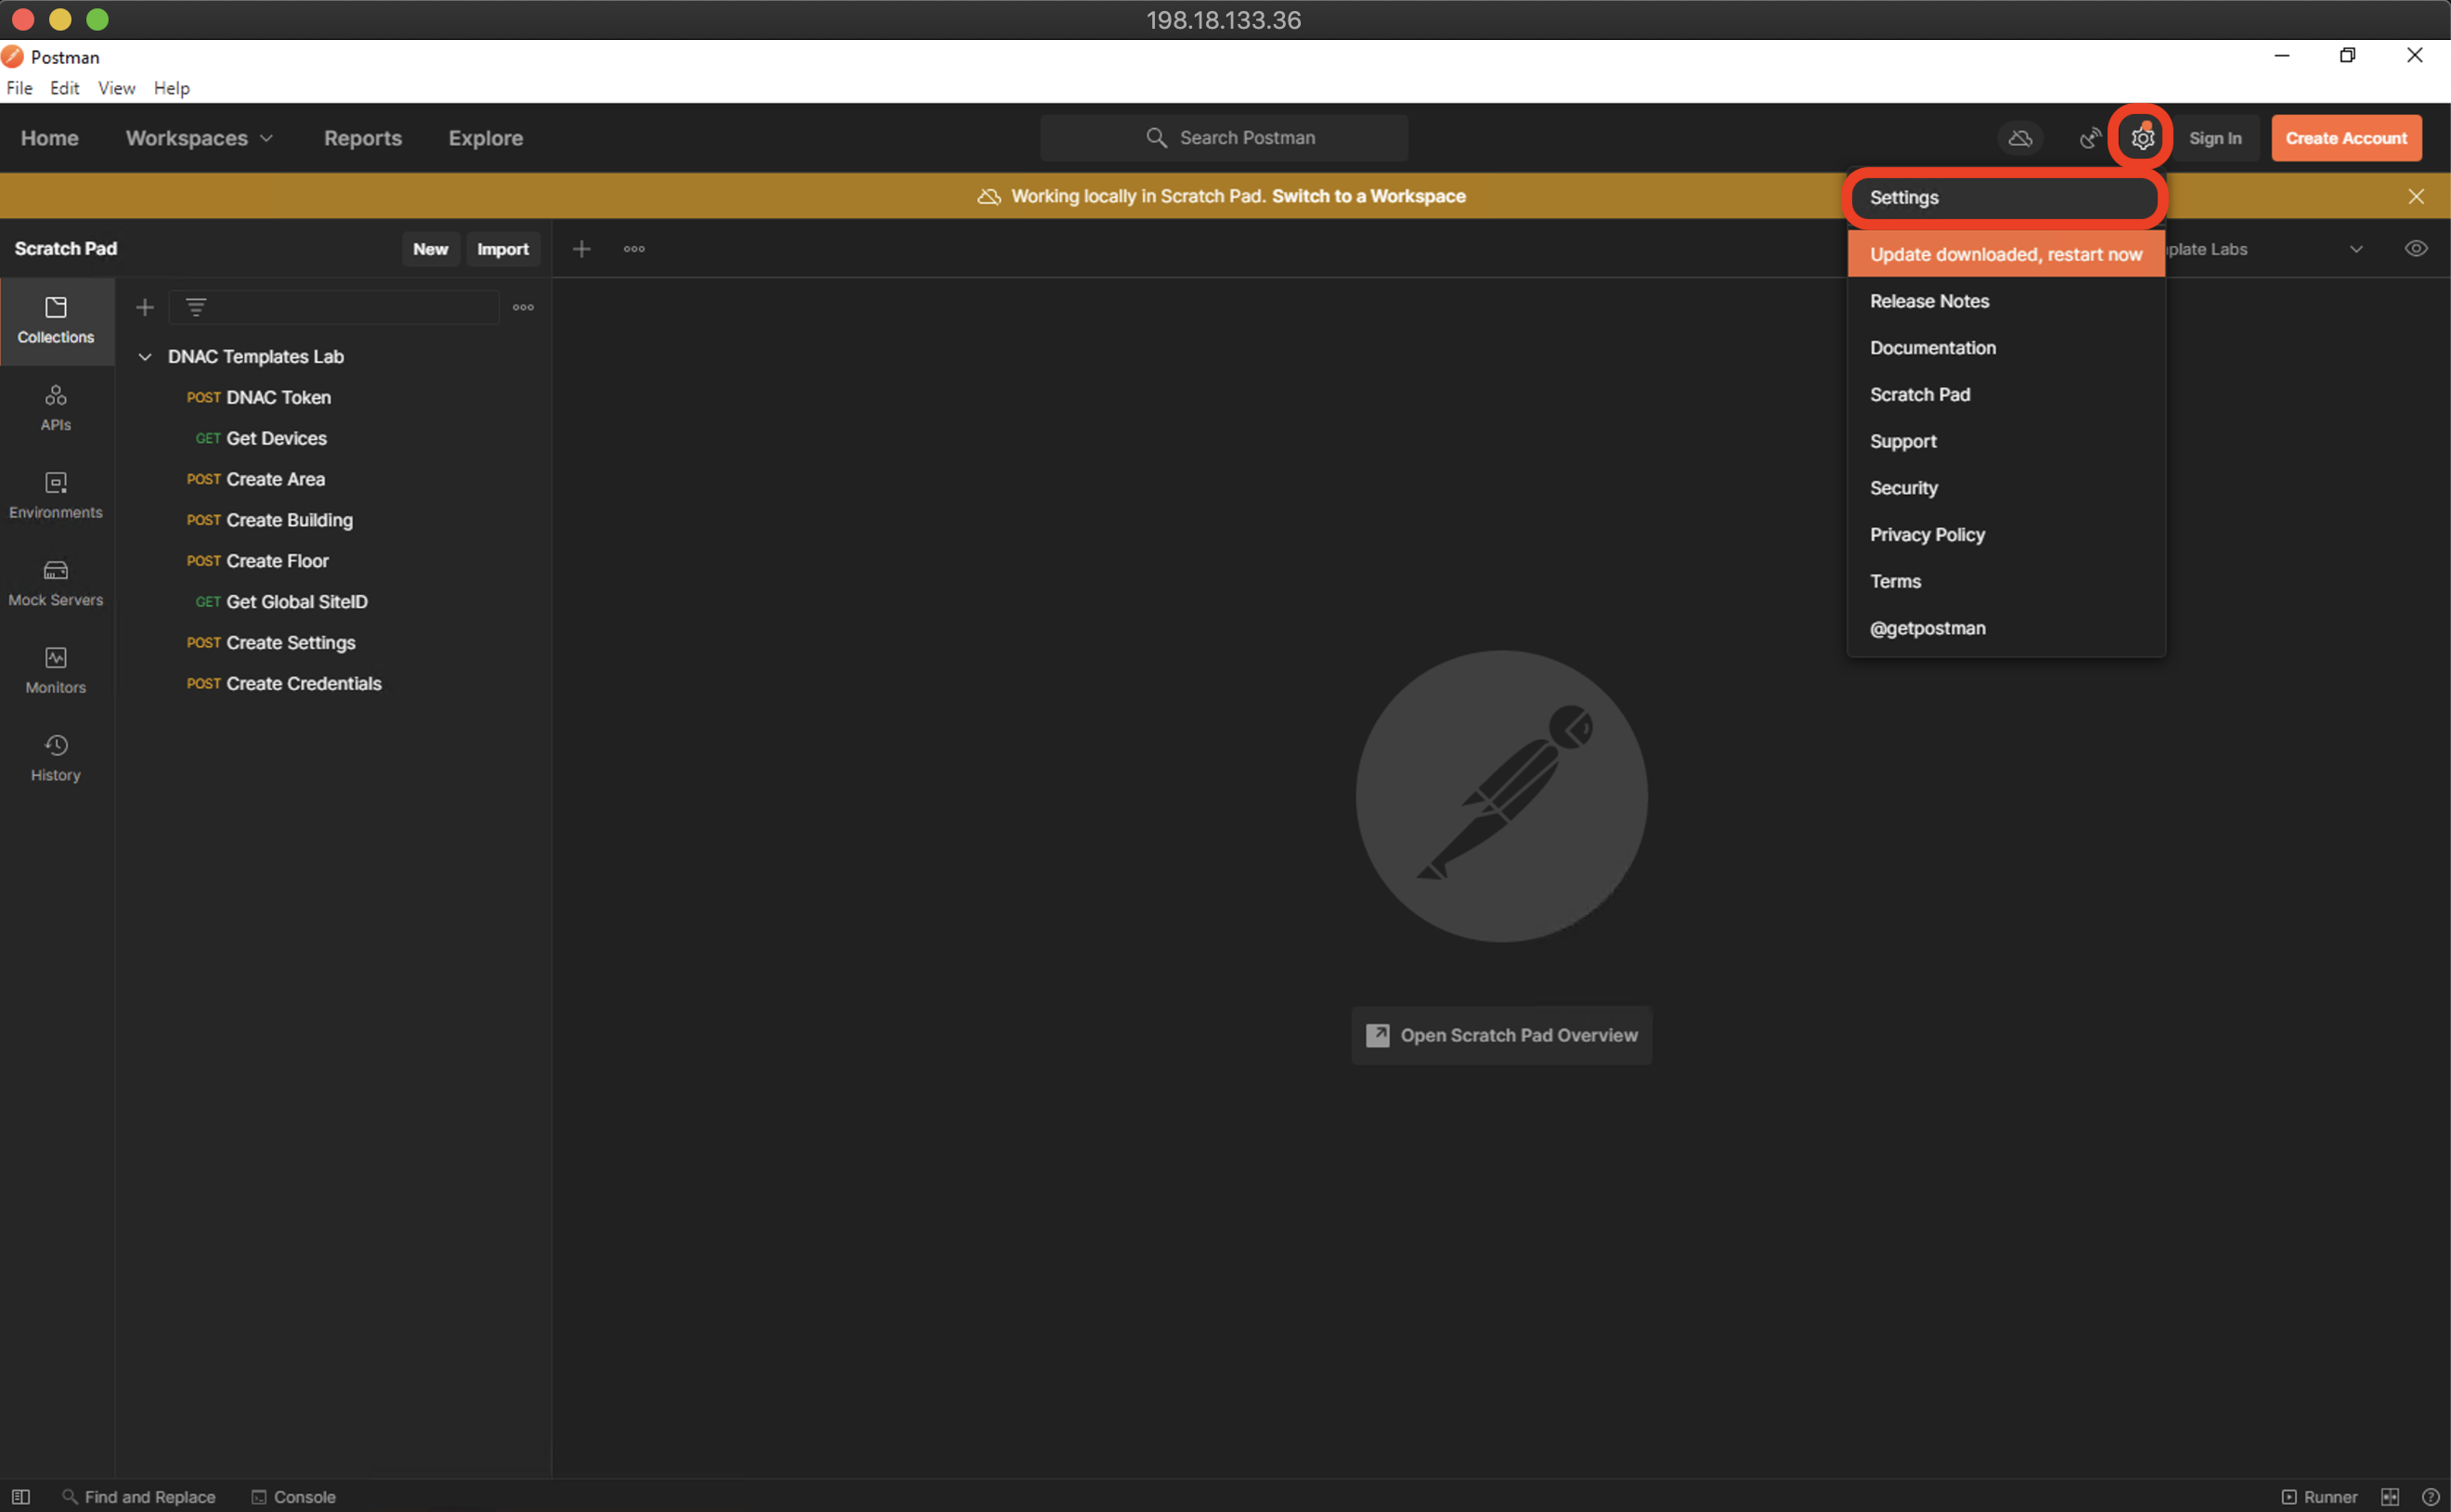 198.18.133.36
Postman
File Edit View Help
Home Workspaces Reports Explore Search Postman Sign In Create Account
Working locally in Scratch Pad. Switch to a Workspace
Scratch Pad New Import
Collections
APIs
Environments
Mock Servers
Monitors
History
DNAC Templates Lab
POST DNAC Token
GET Get Devices
POST Create Area
POST Create Building
POST Create Floor
GET Get Global SiteID
POST Create Settings
POST Create Credentials
Settings
Update downloaded, restart now
plate Labs
Release Notes
Documentation
Scratch Pad
Support
Security
Privacy Policy
Terms
@getpostman
Open Scratch Pad Overview
Find and Replace Console Runner